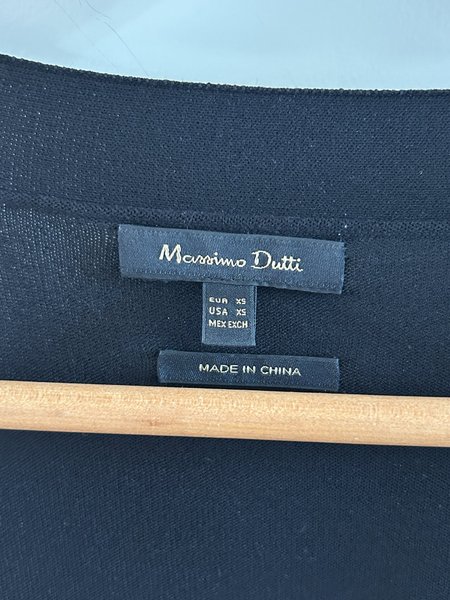 Massimo Dutti
EUR XS
USA XS
MEX EXCH
MADE IN CHINA